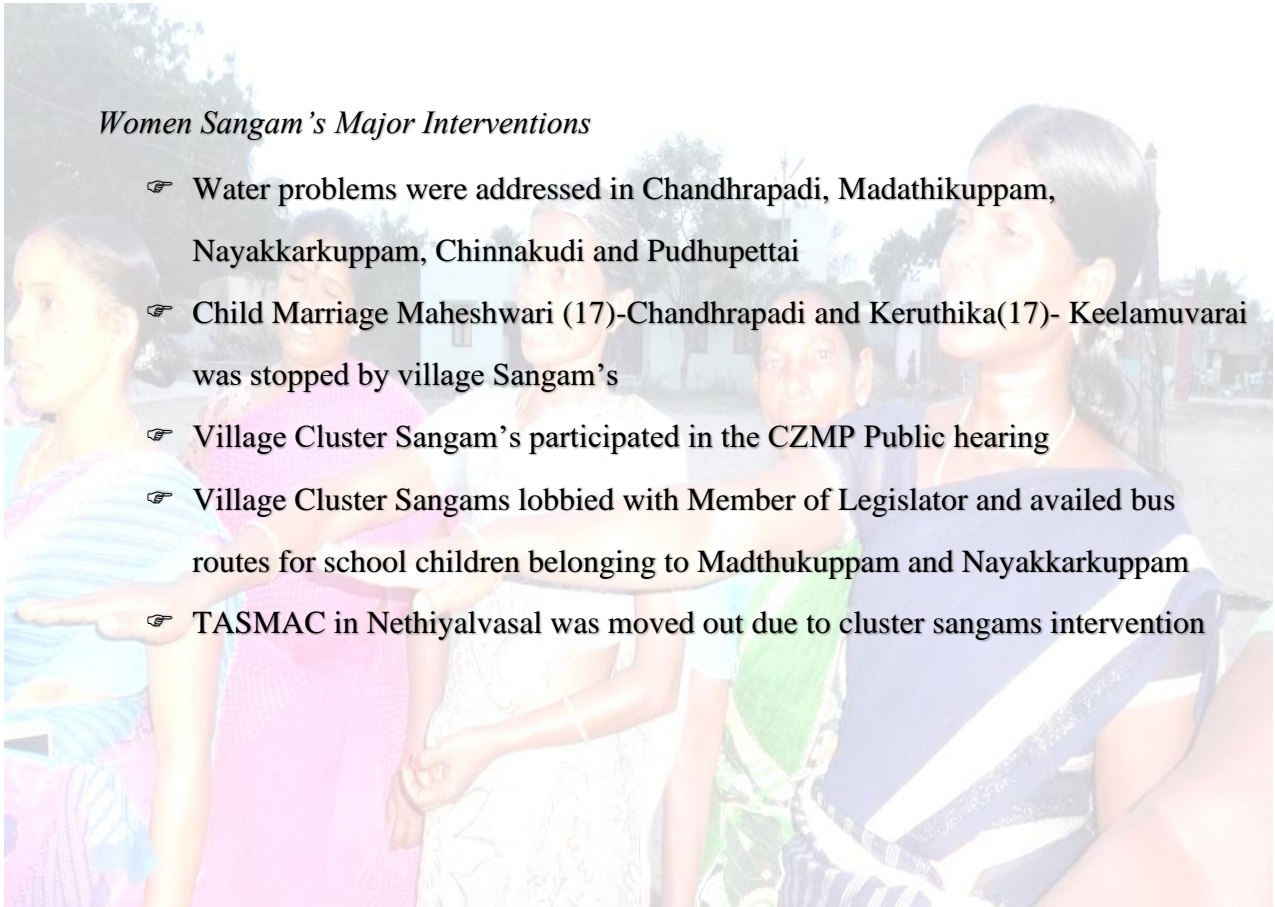 Women Sangam’s Major Interventions
☞ Water problems were addressed in Chandhrapadi, Madathikuppam,
Nayakkarkuppam, Chinnakudi and Pudhupettai
☞ Child Marriage Maheshwari (17)-Chandhrapadi and Keruthika(17)- Keelamuvarai
was stopped by village Sangam’s
☞ Village Cluster Sangam’s participated in the CZMP Public hearing
☞ Village Cluster Sangams lobbied with Member of Legislator and availed bus
routes for school children belonging to Madthukuppam and Nayakkarkuppam
☞ TASMAC in Nethiyalvasal was moved out due to cluster sangams intervention